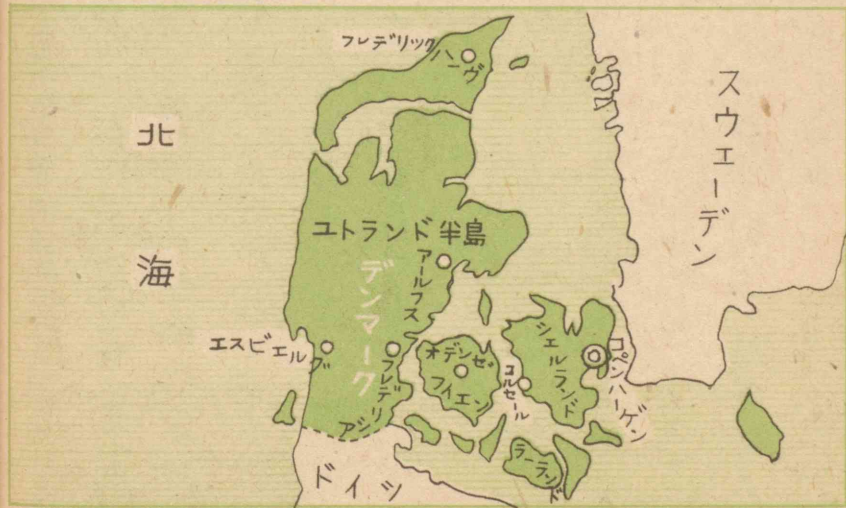 フレデリックハーヴ
北海
スウェーデン
ユトランド半島
アールフス
デンマーク
エスビエルグ
フレデリシア
オデンゼ
フイエン
コルセール
シェルランド
コペンハーゲン
ラーランド
ドイツ